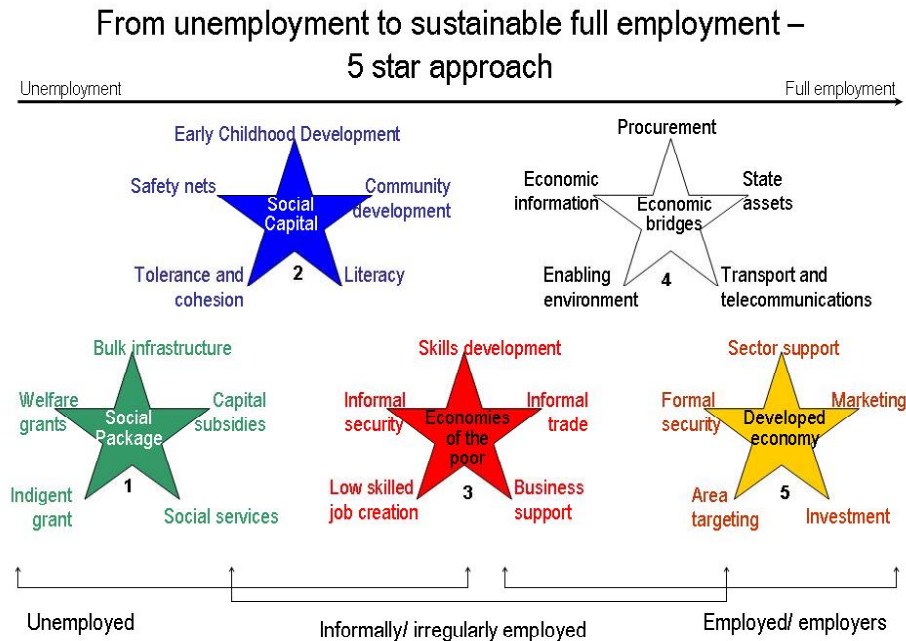 From unemployment to sustainable full employment –
5 star approach
Unemployment
Full employment
Early Childhood Development
Safety nets
Social
Capital
Community
development
Tolerance and
cohesion
2
Literacy
Procurement
Economic
information
Economic
bridges
State
assets
Enabling
environment
4
Transport and
telecommunications
Bulk infrastructure
Welfare
grants
Social
Package
Capital
subsidies
Indigent
grant
1
Social services
Skills development
Informal
security
Economies
of the
poor
Informal
trade
Low skilled
job creation
3
Business
support
Sector support
Formal
security
Developed
economy
Marketing
Area
targeting
5
Investment
Unemployed
Informally/ irregularly employed
Employed/ employers